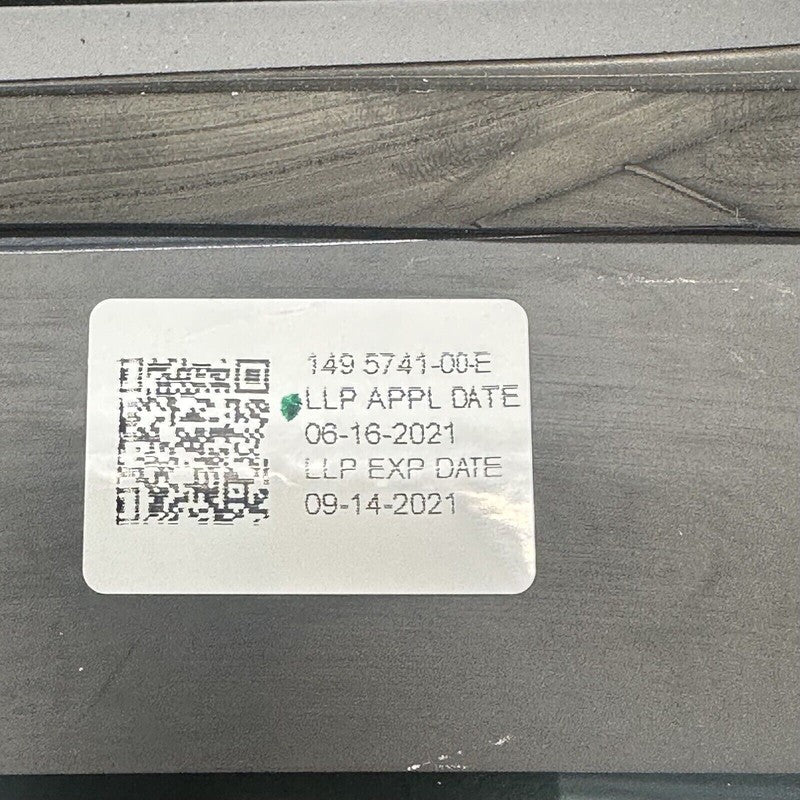 149 5741-00-E
LLP APPL DATE
06-16-2021
LLP EXP DATE
09-14-2021